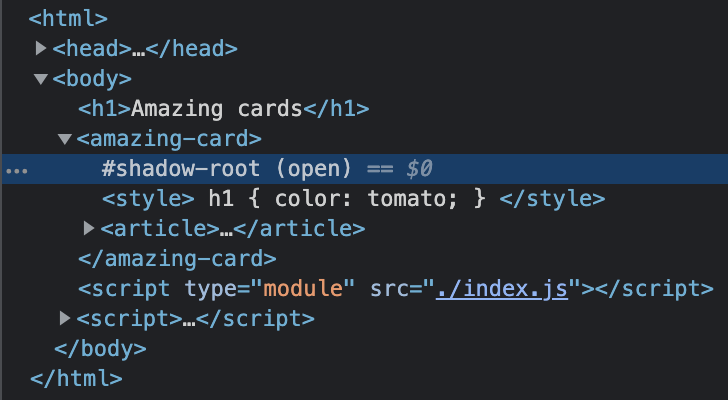 <html>
▶<head>…</head>
▼<body>
<h1>Amazing cards</h1>
▼<amazing-card>
… #shadow-root (open) == $0
<style> h1 { color: tomato; } </style>
▶<article>…</article>
</amazing-card>
<script type="module" src="./index.js"></script>
▶<script>…</script>
</body>
</html>